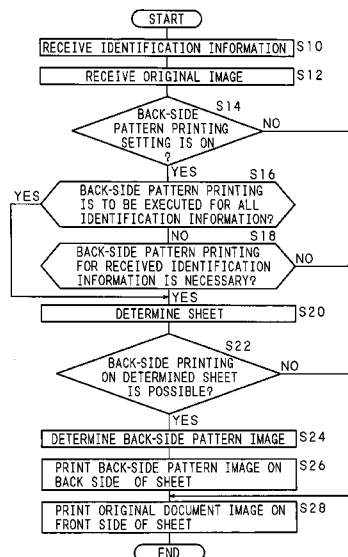 START
RECEIVE IDENTIFICATION INFORMATION S10
RECEIVE ORIGINAL IMAGE S12
S14
BACK-SIDE
PATTERN PRINTING
SETTING IS ON
?
NO
YES
S16
YES
BACK-SIDE PATTERN PRINTING
IS TO BE EXECUTED FOR ALL
IDENTIFICATION INFORMATION?
NO
S18
BACK-SIDE PATTERN PRINTING
FOR RECEIVED IDENTIFICATION
INFORMATION IS NECESSARY?
NO
YES
DETERMINE SHEET S20
S22
BACK-SIDE PRINTING
ON DETERMINED SHEET
IS POSSIBLE?
NO
YES
DETERMINE BACK-SIDE PATTERN IMAGE S24
PRINT BACK-SIDE PATTERN IMAGE ON
BACK SIDE OF SHEET
S26
PRINT ORIGINAL DOCUMENT IMAGE ON
FRONT SIDE OF SHEET
S28
END